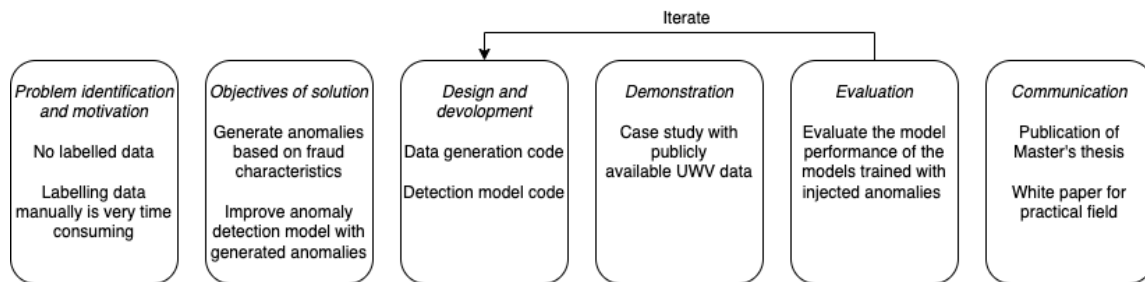 Iterate
Problem identification
and motivation
No labelled data
Labelling data
manually is very time
consuming
Objectives of solution
Generate anomalies
based on fraud
characteristics
Improve anomaly
detection model with
generated anomalies
Design and
devolopment
Data generation code
Detection model code
Demonstration
Case study with
publicly
available UWV data
Evaluation
Evaluate the model
performance of the
models trained with
injected anomalies
Communication
Publication of
Master's thesis
White paper for
practical field